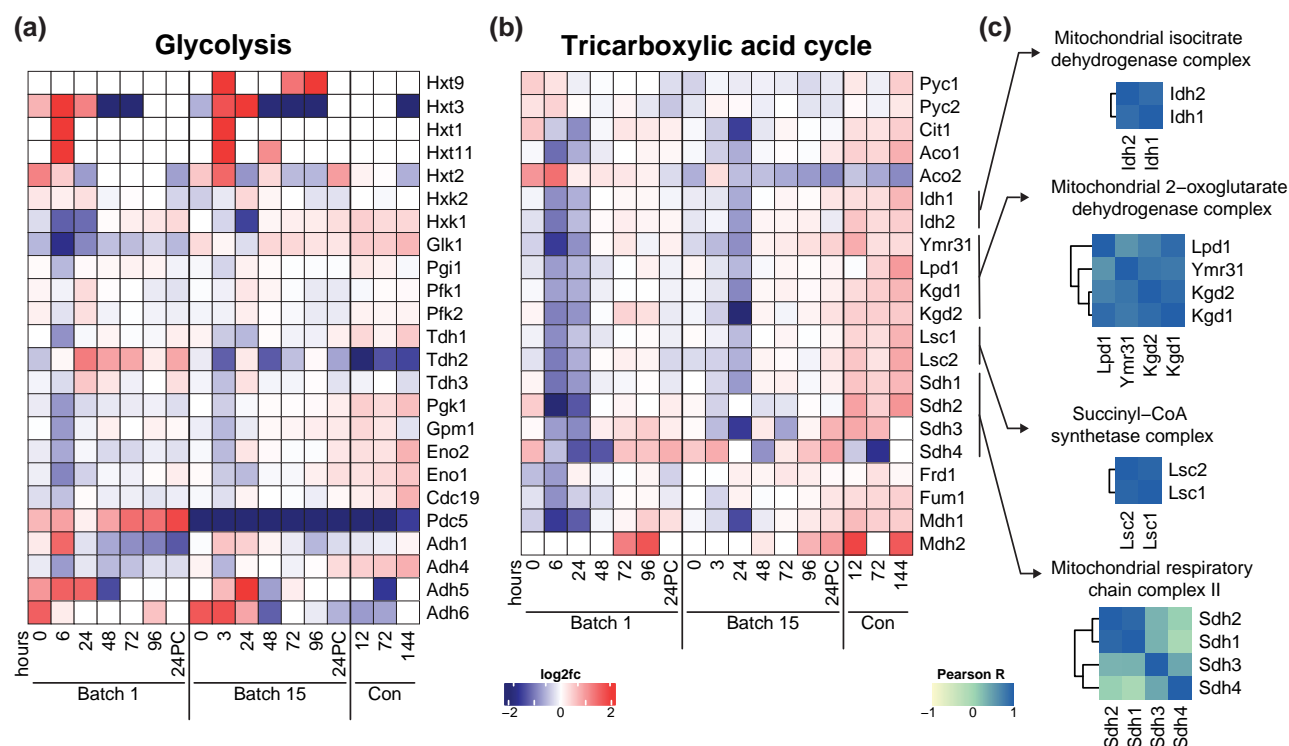 (a)
Glycolysis
Hxt9
Hxt3
Hxt1
Hxt11
Hxt2
Hxk2
Hxk1
Glk1
Pgi1
Pfk1
Pfk2
Tdh1
Tdh2
Tdh3
Pgk1
Gpm1
Eno2
Eno1
Cdc19
Pdc5
Adh1
Adh4
Adh5
Adh6
hours
0
6
24
48
72
96
24PC
0
3
24
48
72
96
24PC
12
72
144
Batch 1
Batch 15
Con
(b)
Tricarboxylic acid cycle
Pyc1
Pyc2
Cit1
Aco1
Aco2
Idh1
Idh2
Ymr31
Lpd1
Kgd1
Kgd2
Lsc1
Lsc2
Sdh1
Sdh2
Sdh3
Sdh4
Frd1
Fum1
Mdh1
Mdh2
hours
0
6
24
48
72
96
24PC
0
3
24
48
72
96
24PC
12
72
144
Batch 1
Batch 15
Con
log2fc
−2
0
2
(c)
Mitochondrial isocitrate
dehydrogenase complex
Idh2
Idh1
Idh2
Idh1
Mitochondrial 2−oxoglutarate
dehydrogenase complex
Lpd1
Ymr31
Kgd2
Kgd1
Lpd1
Ymr31
Kgd2
Kgd1
Succinyl−CoA
synthetase complex
Lsc2
Lsc1
Lsc2
Lsc1
Mitochondrial respiratory
chain complex II
Sdh2
Sdh1
Sdh3
Sdh4
Sdh2
Sdh1
Sdh3
Sdh4
Pearson R
−1
0
1